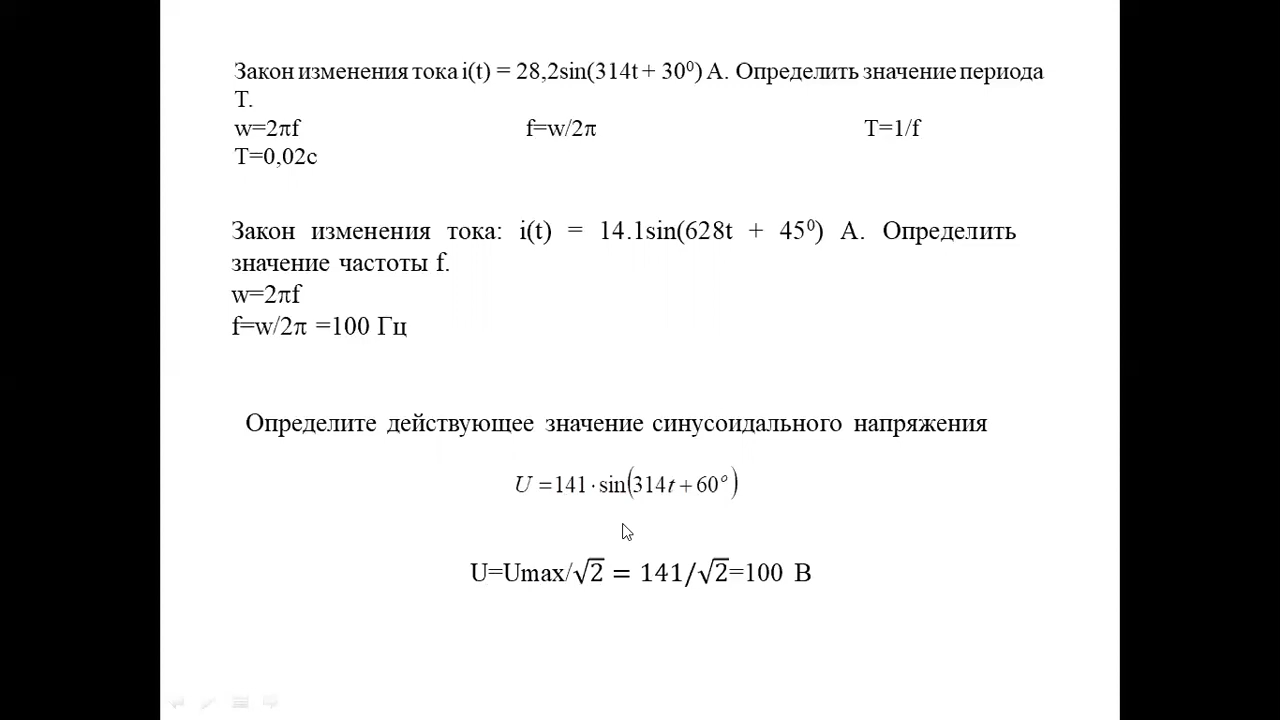 Закон изменения тока i(t) = 28,2sin(314t + 30⁰) А. Определить значение периода
Т.
w=2πf f=w/2π T=1/f
T=0,02с
Закон изменения тока: i(t) = 14.1sin(628t + 45⁰) А. Определить
значение частоты f.
w=2πf
f=w/2π =100 Гц
Определите действующее значение синусоидального напряжения
U = 141 · sin(314t + 60°)
U=Umax/√2 = 141/√2=100 В